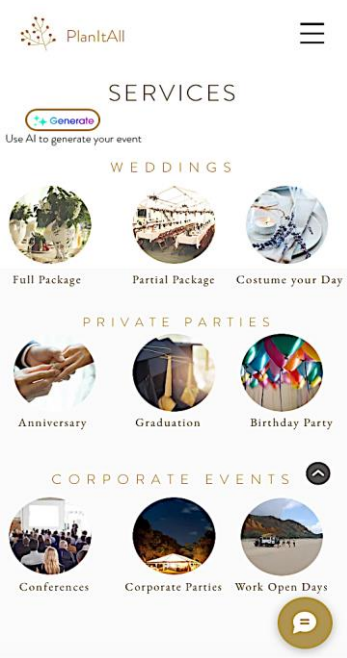 PlanItAll
SERVICES
Generate
Use AI to generate your event
WEDDINGS
Full Package
Partial Package
Costume your Day
PRIVATE PARTIES
Anniversary
Graduation
Birthday Party
CORPORATE EVENTS
Conferences
Corporate Parties
Work Open Days